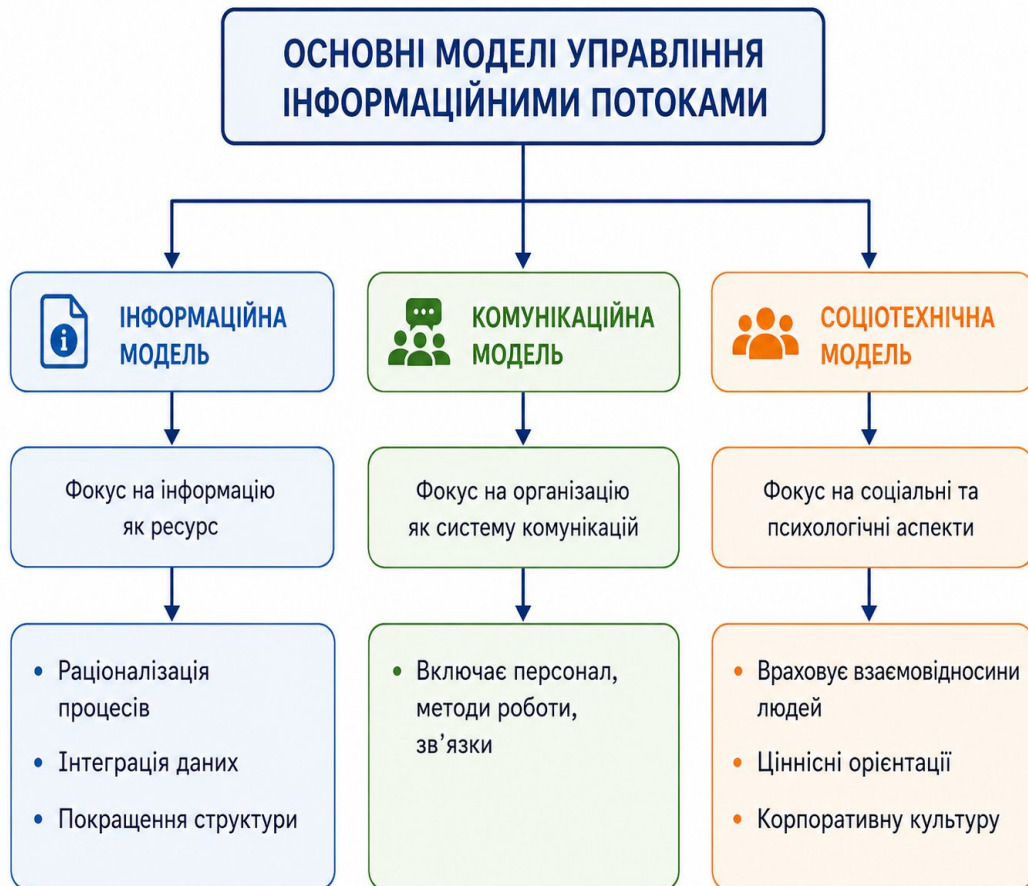 ОСНОВНІ МОДЕЛІ УПРАВЛІННЯ
ІНФОРМАЦІЙНИМИ ПОТОКАМИ
ІНФОРМАЦІЙНА
МОДЕЛЬ
Фокус на інформацію
як ресурс
• Раціоналізація
процесів
• Інтеграція даних
• Покращення структури
КОМУНІКАЦІЙНА
МОДЕЛЬ
Фокус на організацію
як систему комунікацій
• Включає персонал,
методи роботи,
зв’язки
СОЦІОТЕХНІЧНА
МОДЕЛЬ
Фокус на соціальні та
психологічні аспекти
• Враховує взаємовідносини
людей
• Ціннісні орієнтації
• Корпоративну культуру